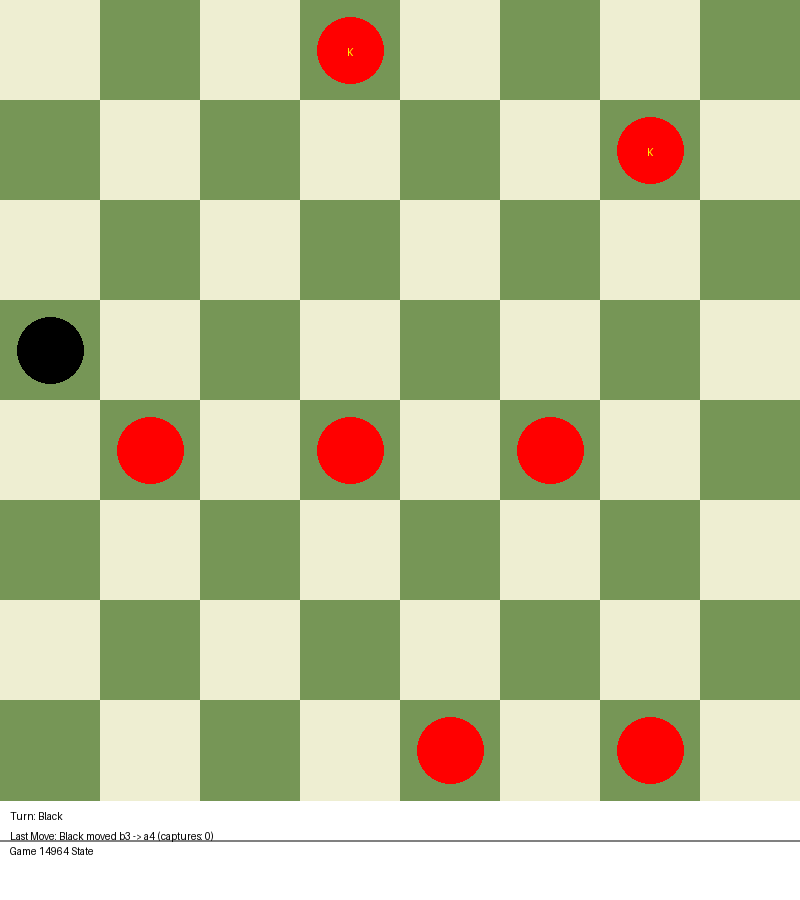 K
K
Turn: Black
Last Move: Black moved b3 -> a4 (captures: 0)
Game 14964 State